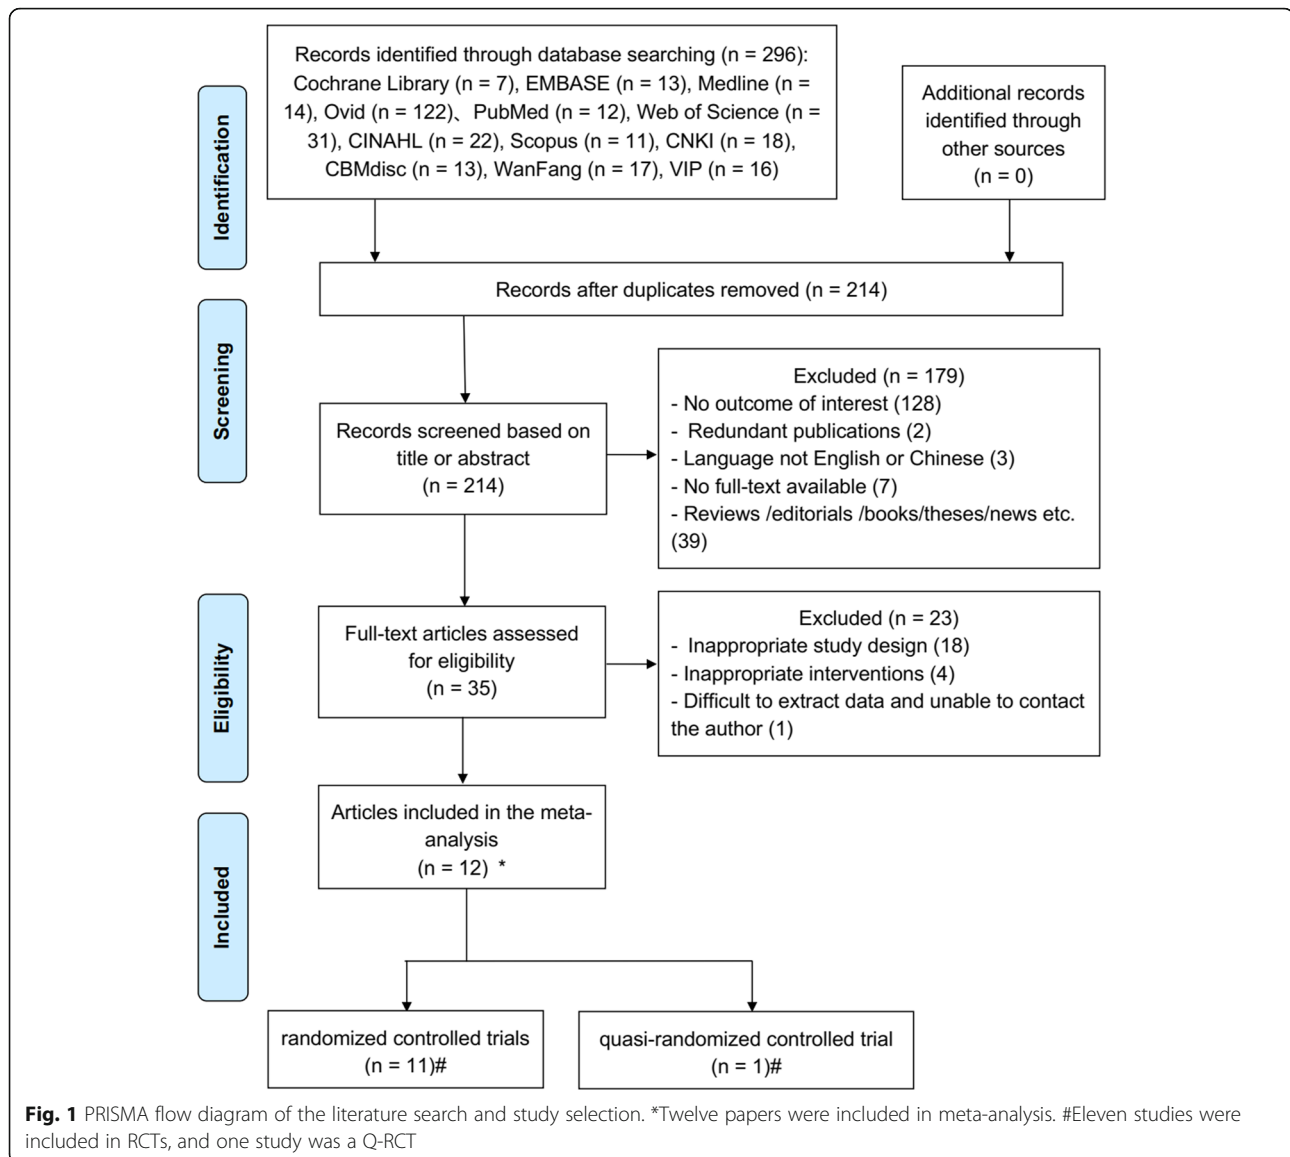 Records identified through database searching (n = 296):
Cochrane Library (n = 7), EMBASE (n = 13), Medline (n =
14), Ovid (n = 122)、PubMed (n = 12), Web of Science (n =
31), CINAHL (n = 22), Scopus (n = 11), CNKI (n = 18),
CBMdisc (n = 13), WanFang (n = 17), VIP (n = 16)
Additional records
identified through
other sources
(n = 0)
Identification
Records after duplicates removed (n = 214)
Screening
Records screened based on
title or abstract
(n = 214)
Excluded (n = 179)
- No outcome of interest (128)
- Redundant publications (2)
- Language not English or Chinese (3)
- No full-text available (7)
- Reviews /editorials /books/theses/news etc.
(39)
Eligibility
Full-text articles assessed
for eligibility
(n = 35)
Excluded (n = 23)
- Inappropriate study design (18)
- Inappropriate interventions (4)
- Difficult to extract data and unable to contact
the author (1)
Included
Articles included in the meta-
analysis
(n = 12) *
randomized controlled trials
(n = 11)#
quasi-randomized controlled trial
(n = 1)#
Fig. 1 PRISMA flow diagram of the literature search and study selection. *Twelve papers were included in meta-analysis. #Eleven studies were
included in RCTs, and one study was a Q-RCT